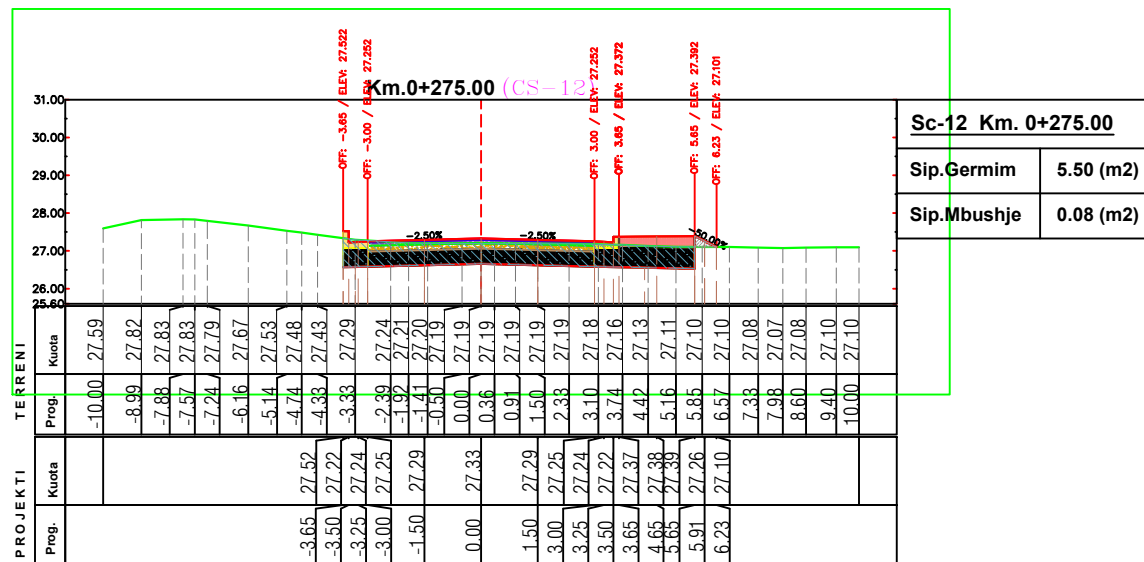 OFF: -3.65 / ELEV: 27.522
OFF: -3.00 / ELEV: 27.252
OFF: 3.00 / ELEV: 27.252
OFF: 3.65 / ELEV: 27.372
OFF: 5.65 / ELEV: 27.392
OFF: 6.23 / ELEV: 27.101
Km.0+275.00 (CS-12)
31.00
30.00
29.00
28.00
27.00
26.00
25.60
-2.50% -2.50% -50.00%
Sc-12 Km. 0+275.00
Sip.Germim 5.50 (m2)
Sip.Mbushje 0.08 (m2)
TERRENI
Kuota 27.59 27.82 27.83 27.83 27.79 27.67 27.53 27.48 27.43 27.29 27.24 27.21 27.20 27.19 27.19 27.19 27.19 27.19 27.19 27.18 27.16 27.13 27.11 27.10 27.10 27.08 27.07 27.08 27.10 27.10
Prog. -10.00 -8.99 -7.88 -7.57 -7.24 -6.16 -5.14 -4.74 -4.33 -3.33 -2.39 -1.92 -1.41 -0.50 0.00 0.36 0.91 1.50 2.33 3.10 3.74 4.42 5.16 5.85 6.57 7.33 7.98 8.60 9.40 10.00
PROJEKTI
Kuota 27.52 27.22 27.24 27.25 27.29 27.33 27.29 27.25 27.24 27.22 27.37 27.38 27.39 27.26 27.10
Prog. -3.65 -3.50 -3.25 -3.00 -1.50 0.00 1.50 3.00 3.25 3.50 3.65 4.65 5.65 5.91 6.23